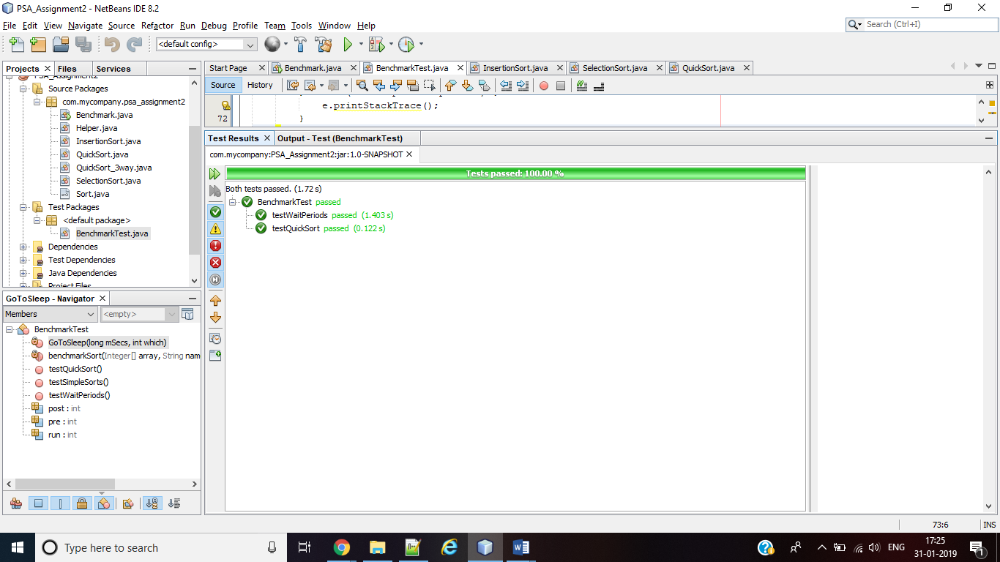 PSA_Assignment2 - NetBeans IDE 8.2
File Edit View Navigate Source Refactor Run Debug Profile Team Tools Window Help
Search (Ctrl+I)
<default config>
Projects Files Services
PSA_Assignment2
Source Packages
com.mycompany.psa_assignment2
Benchmark.java
Helper.java
InsertionSort.java
QuickSort.java
QuickSort_3way.java
SelectionSort.java
Sort.java
Test Packages
<default package>
BenchmarkTest.java
Dependencies
Test Dependencies
Java Dependencies
Project Files
GoToSleep - Navigator
Members <empty>
BenchmarkTest
GoToSleep(long mSecs, int which)
benchmarkSort(Integer[] array, String nam
testQuickSort()
testSimpleSorts()
testWaitPeriods()
post : int
pre : int
run : int
Start Page Benchmark.java BenchmarkTest.java InsertionSort.java SelectionSort.java QuickSort.java
Source History
e.printStackTrace();
72 }
Test Results Output - Test (BenchmarkTest)
com.mycompany:PSA_Assignment2:jar:1.0-SNAPSHOT
Tests passed: 100.00 %
Both tests passed. (1.72 s)
BenchmarkTest passed
testWaitPeriods passed (1.403 s)
testQuickSort passed (0.122 s)
73:6 INS
Type here to search
ENG
17:25
31-01-2019
1